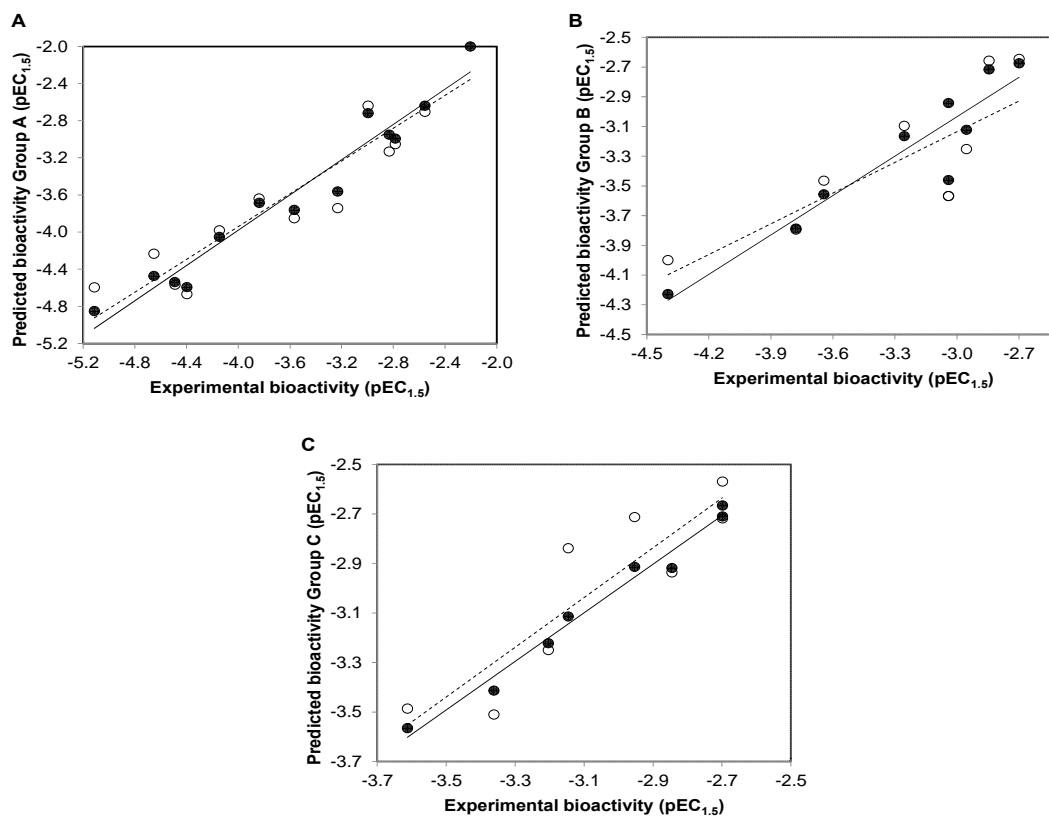 A
Predicted bioactivity Group A (pEC1.5)
-2.0
-2.4
-2.8
-3.2
-3.6
-4.0
-4.4
-4.8
-5.2
-5.2 -4.8 -4.4 -4.0 -3.6 -3.2 -2.8 -2.4 -2.0
Experimental bioactivity (pEC1.5)
B
Predicted bioactivity Group B (pEC1.5)
-2.5
-2.7
-2.9
-3.1
-3.3
-3.5
-3.7
-3.9
-4.1
-4.3
-4.5
-4.5 -4.2 -3.9 -3.6 -3.3 -3.0 -2.7
Experimental bioactivity (pEC1.5)
C
Predicted bioactivity Group C (pEC1.5)
-2.5
-2.7
-2.9
-3.1
-3.3
-3.5
-3.7
-3.7 -3.5 -3.3 -3.1 -2.9 -2.7 -2.5
Experimental bioactivity (pEC1.5)